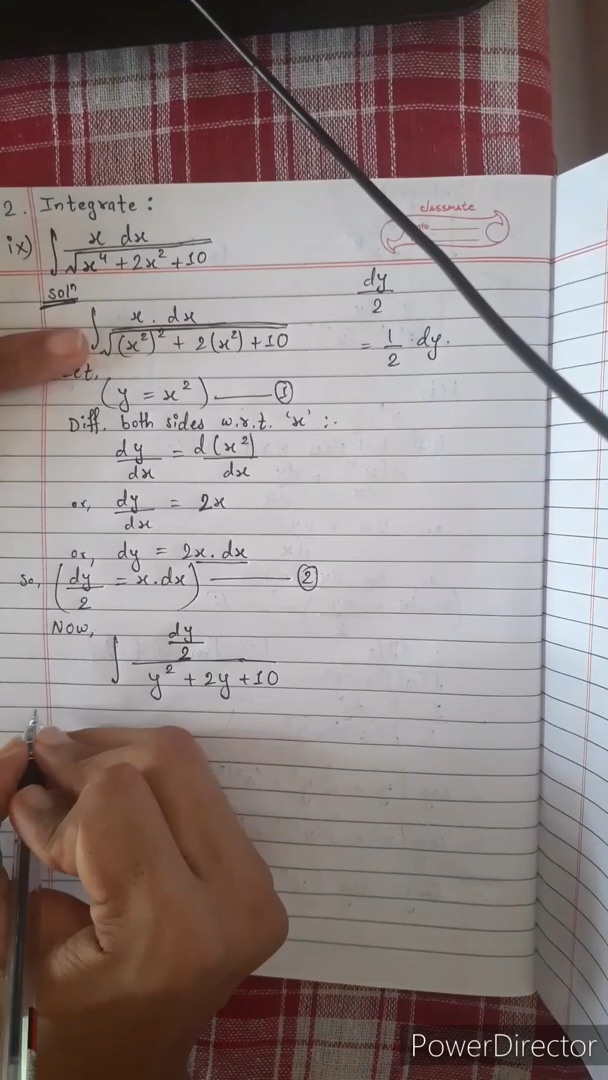 2. Integrate:
classmate
ix) ∫ x dx / √x⁴ + 2x² + 10
Solⁿ
∫ x. dx / √(x²)² + 2(x²) + 10
dy / 2
= 1/2 . dy.
(y = x²) —— ①
Diff. both sides w.r.t. 'x' :-
dy/dx = d(x²)/dx
or, dy/dx = 2x
or, dy = 2x. dx
So, (dy/2 = x.dx) —— ②
Now,
∫ dy/2 / y² + 2y + 10
PowerDirector